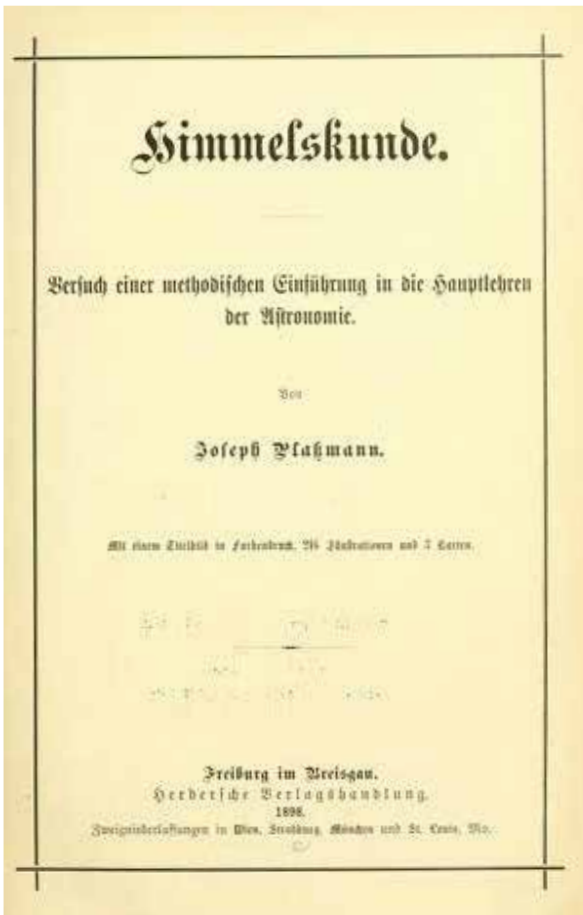 Himmelskunde.
Versuch einer methodischen Einführung in die Hauptlehren
der Astronomie.
Von
Joseph Plaßmann.
Mit einem Titelbild in Farbendruck, Illustrationen und 3 Karten.
Freiburg im Breisgau.
Herdersche Verlagshandlung.
1898.
Zweigniederlassungen in Wien, Straßburg, München und St. Louis, Mo.